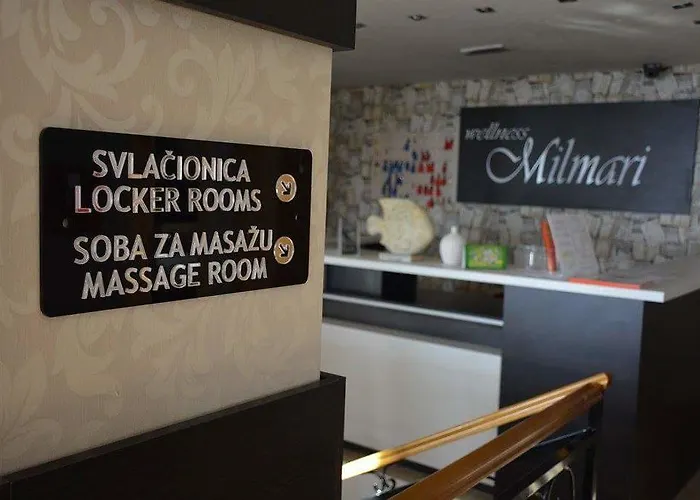 SVLAČIONICA
LOCKER ROOMS
SOBA ZA MASAŽU
MASSAGE ROOM
wellness
Milmari